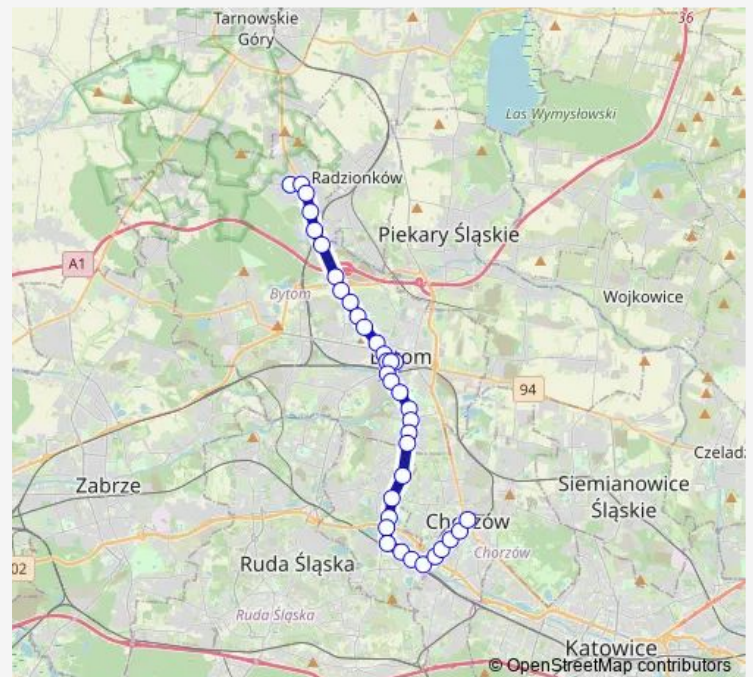 Tarnowskie
Góry
36
Las Wymysłowski
Radzionków
Piekary Śląskie
A1
Bytom
Wojkowice
Bytom
94
Czeladź
Zabrze
Siemianowice
Śląskie
Chorzów
Chorzów
02
Ruda Śląska
Ruda Śląska
Katowice
© OpenStreetMap contributors